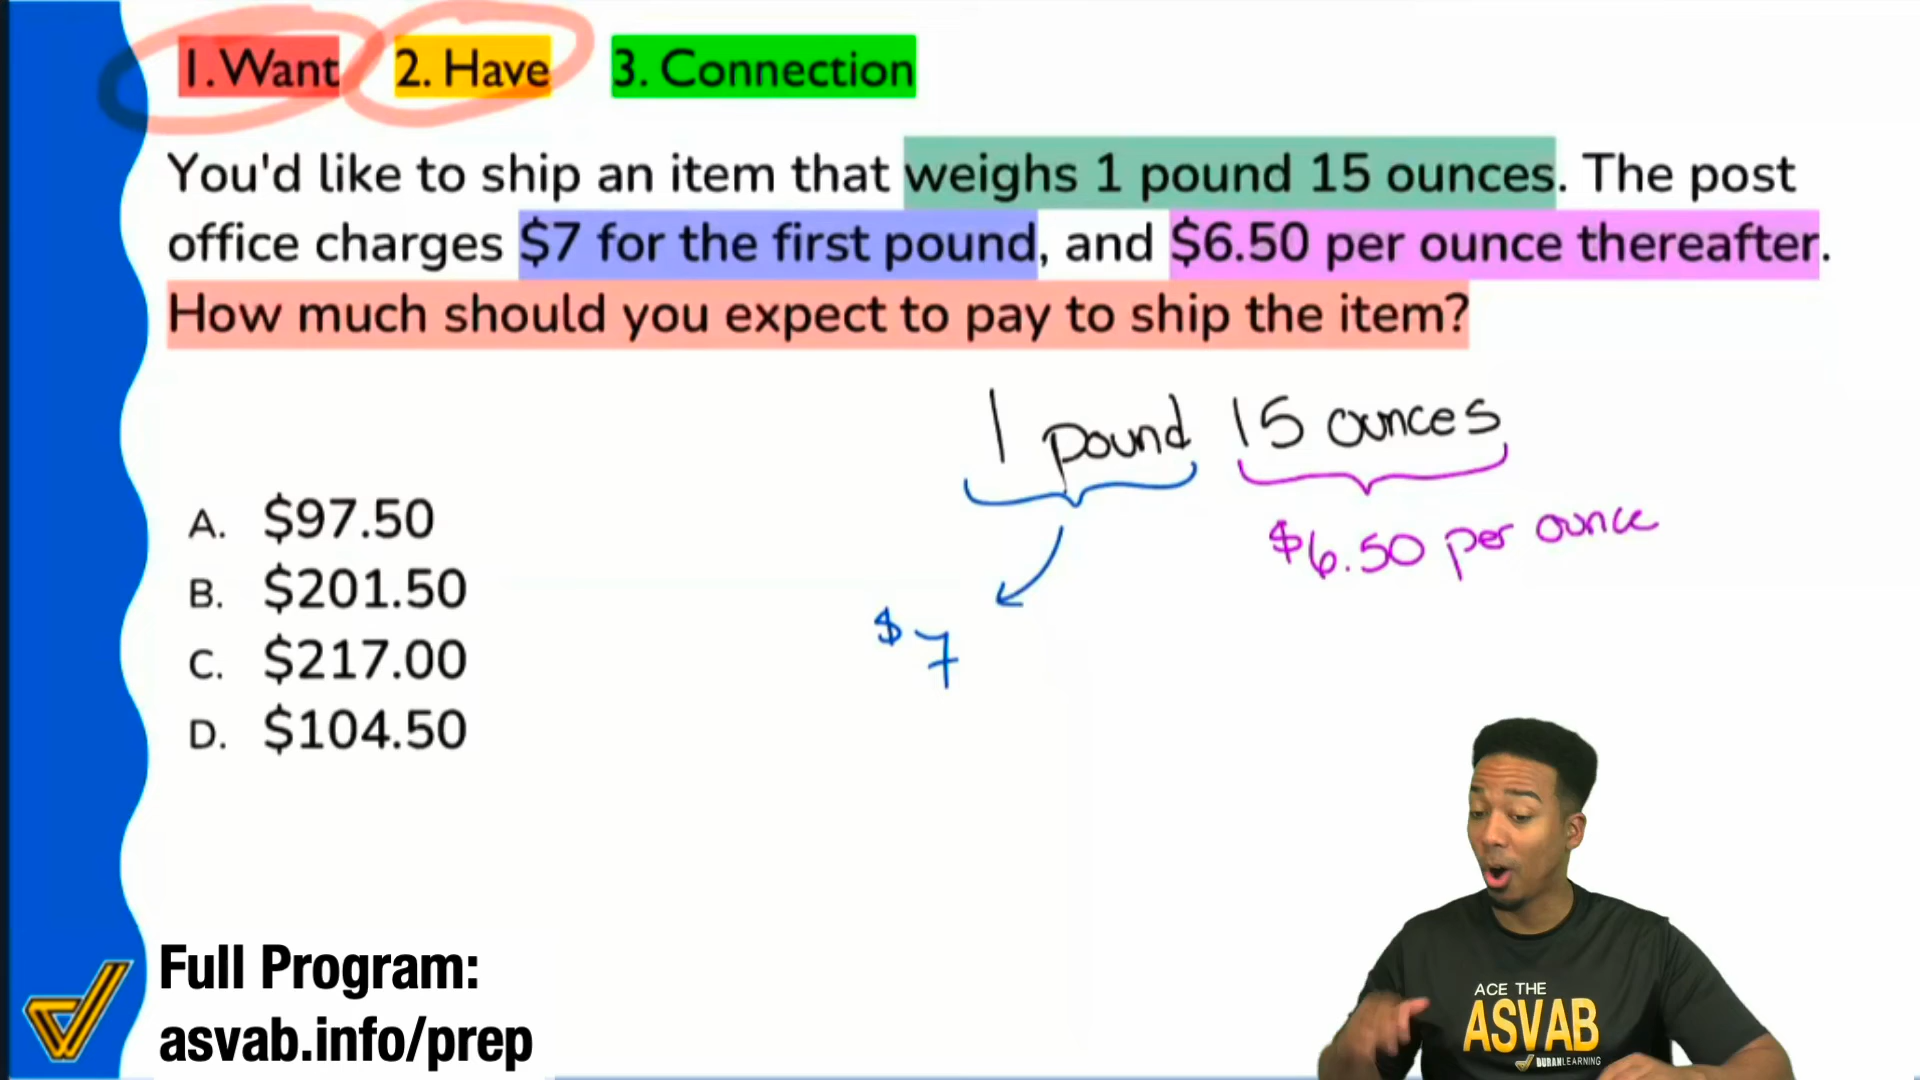 1. Want 2. Have 3. Connection
You'd like to ship an item that weighs 1 pound 15 ounces. The post
office charges $7 for the first pound, and $6.50 per ounce thereafter.
How much should you expect to pay to ship the item?
1 pound 15 ounces
$6.50 per ounce
$7
A. $97.50
B. $201.50
C. $217.00
D. $104.50
Full Program:
asvab.info/prep
ACE THE
ASVAB
DURAN LEARNING